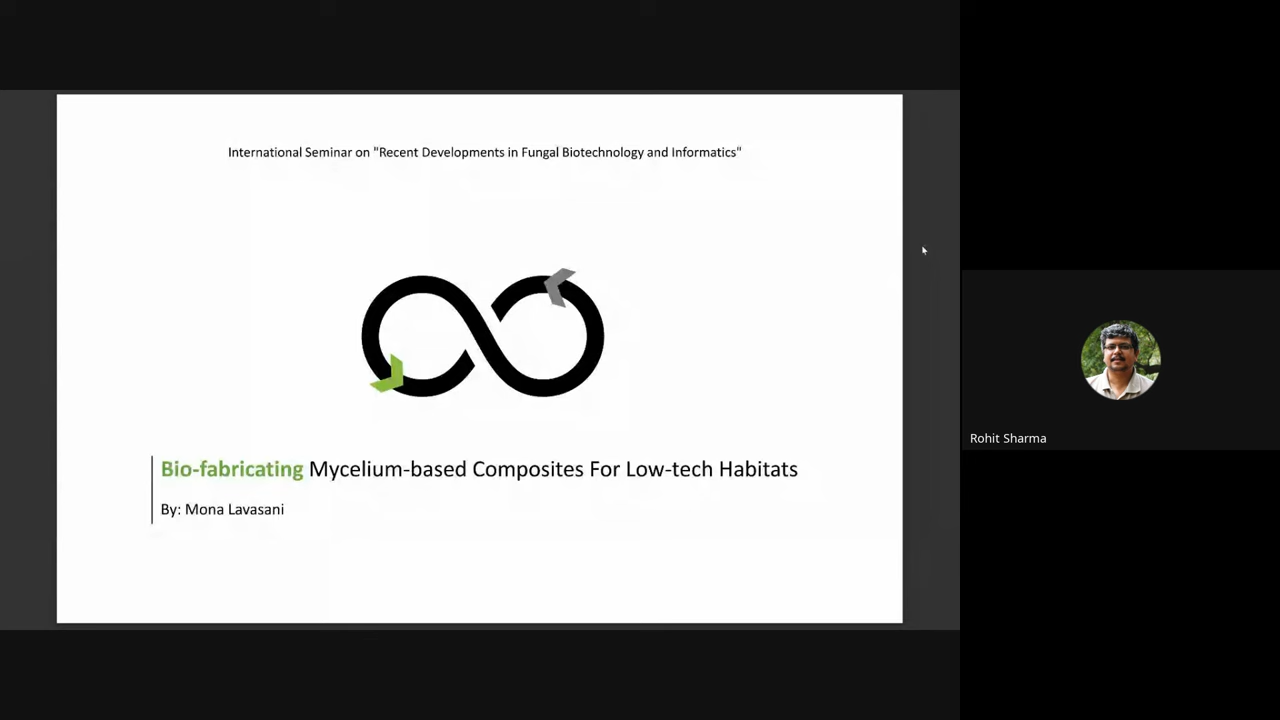 International Seminar on "Recent Developments in Fungal Biotechnology and Informatics"
Bio-fabricating Mycelium-based Composites For Low-tech Habitats
By: Mona Lavasani
Rohit Sharma